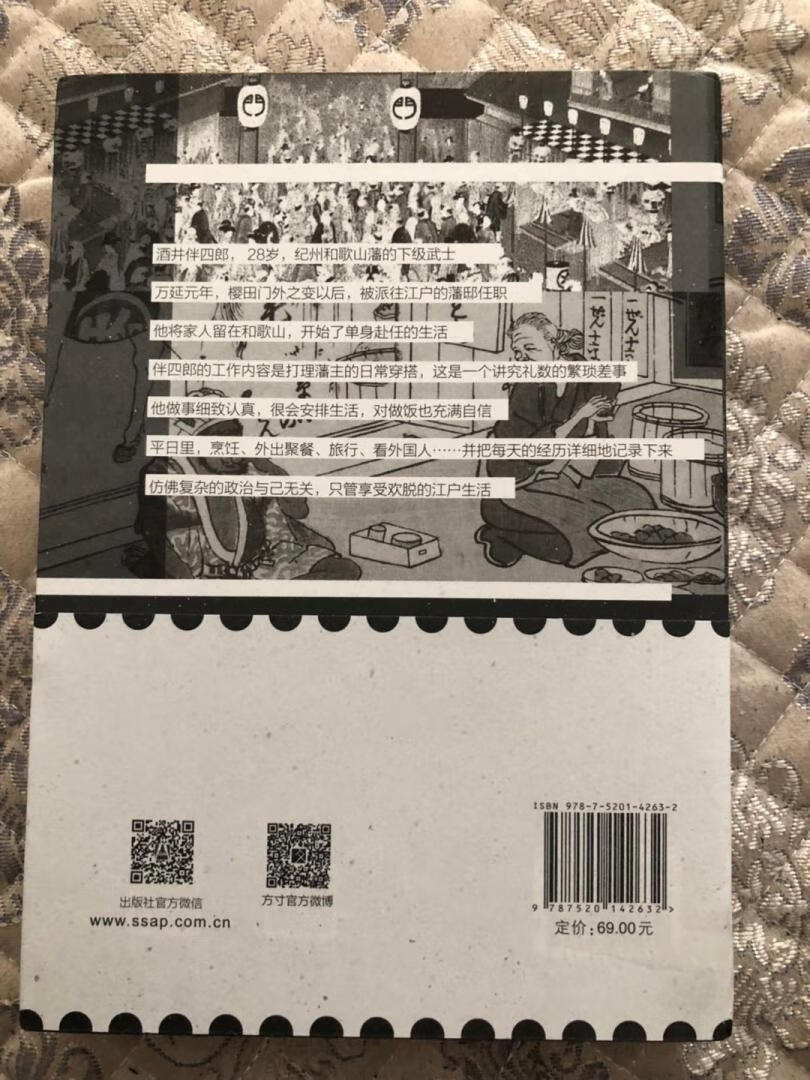 酒井伴四郎，28岁，纪州和歌山藩的下级武士
万延元年，樱田门外之变以后，被派往江户的藩邸任职
他将家人留在和歌山，开始了单身赴任的生活
伴四郎的工作内容是打理藩主的日常穿搭，这是一个讲究礼数的繁琐差事
他做事细致认真，很会安排生活，对做饭也充满自信
平日里，烹饪、外出聚餐、旅行、看外国人……并把每天的经历详细地记录下来
仿佛复杂的政治与己无关，只管享受欢脱的江户生活
ISBN 978-7-5201-4263-2
9 787520 142632 >
定价：69.00元
出版社官方微信
方寸官方微博
www.ssap.com.cn